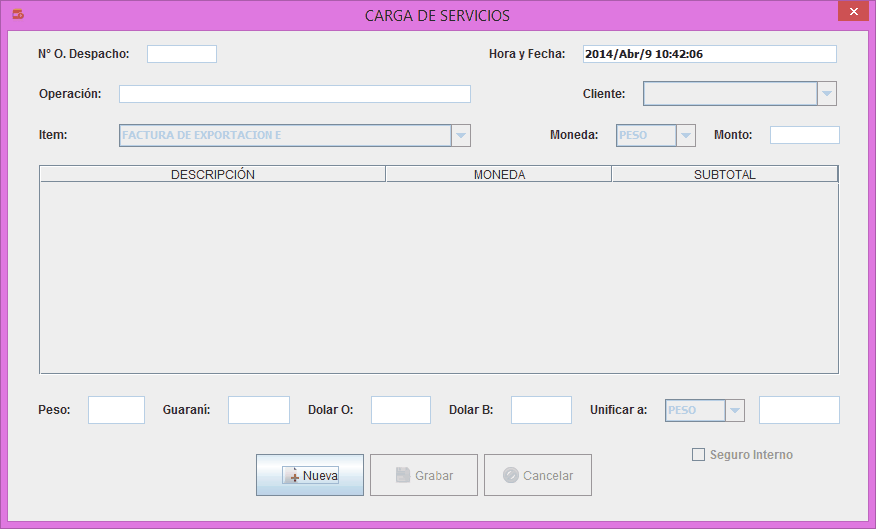 CARGA DE SERVICIOS
N° O. Despacho: Hora y Fecha: 2014/Abr/9 10:42:06
Operación: Cliente:
Item: FACTURA DE EXPORTACION E Moneda: PESO Monto:
DESCRIPCIÓN MONEDA SUBTOTAL
Peso: Guaraní: Dolar O: Dolar B: Unificar a: PESO
Seguro Interno
Nueva Grabar Cancelar